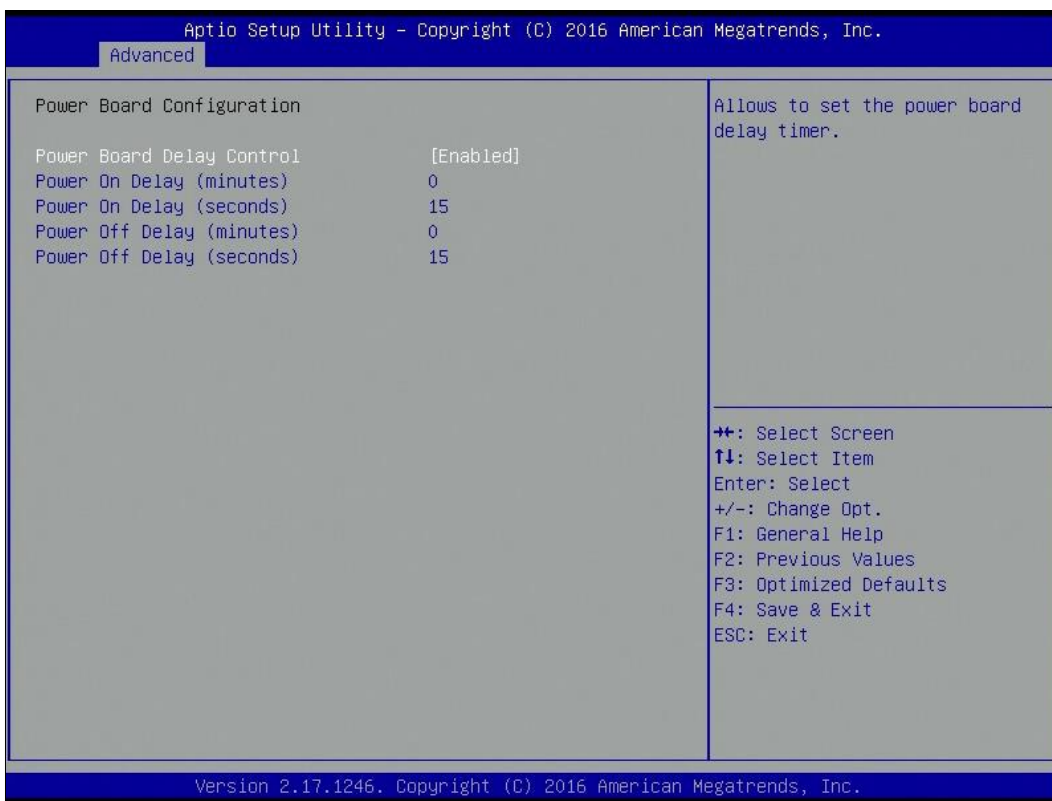 Aptio Setup Utility – Copyright (C) 2016 American Megatrends, Inc.
Advanced
Power Board Configuration
Power Board Delay Control [Enabled]
Power On Delay (minutes) 0
Power On Delay (seconds) 15
Power Off Delay (minutes) 0
Power Off Delay (seconds) 15
Allows to set the power board
delay timer.
→←: Select Screen
↑↓: Select Item
Enter: Select
+/-: Change Opt.
F1: General Help
F2: Previous Values
F3: Optimized Defaults
F4: Save & Exit
ESC: Exit
Version 2.17.1246. Copyright (C) 2016 American Megatrends, Inc.